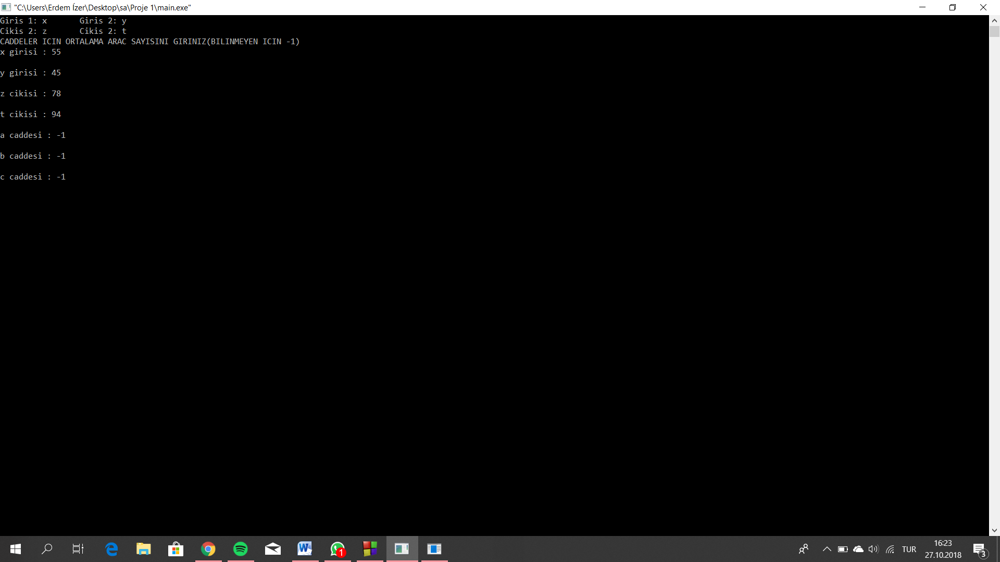 "C:\Users\Erdem Ízer\Desktop\sa\Proje 1\main.exe"
Giris 1: x       Giris 2: y
Cikis 2: z       Cikis 2: t
CADDELER ICIN ORTALAMA ARAC SAYISINI GIRINIZ(BILINMEYEN ICIN -1)
x girisi : 55
y girisi : 45
z cikisi : 78
t cikisi : 94
a caddesi : -1
b caddesi : -1
c caddesi : -1
1
TUR
16:23
27.10.2018
3